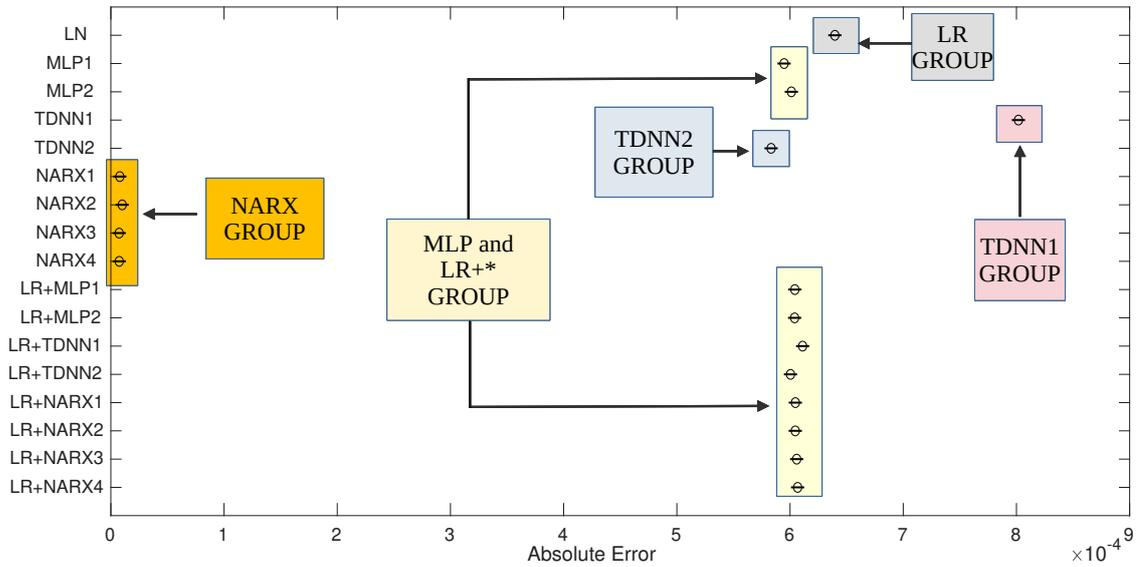 LN
MLP1
MLP2
TDNN1
TDNN2
NARX1
NARX2
NARX3
NARX4
LR+MLP1
LR+MLP2
LR+TDNN1
LR+TDNN2
LR+NARX1
LR+NARX2
LR+NARX3
LR+NARX4
LR
GROUP
TDNN2
GROUP
NARX
GROUP
MLP and
LR+*
GROUP
TDNN1
GROUP
0 1 2 3 4 5 6 7 8 9
Absolute Error
×10-4